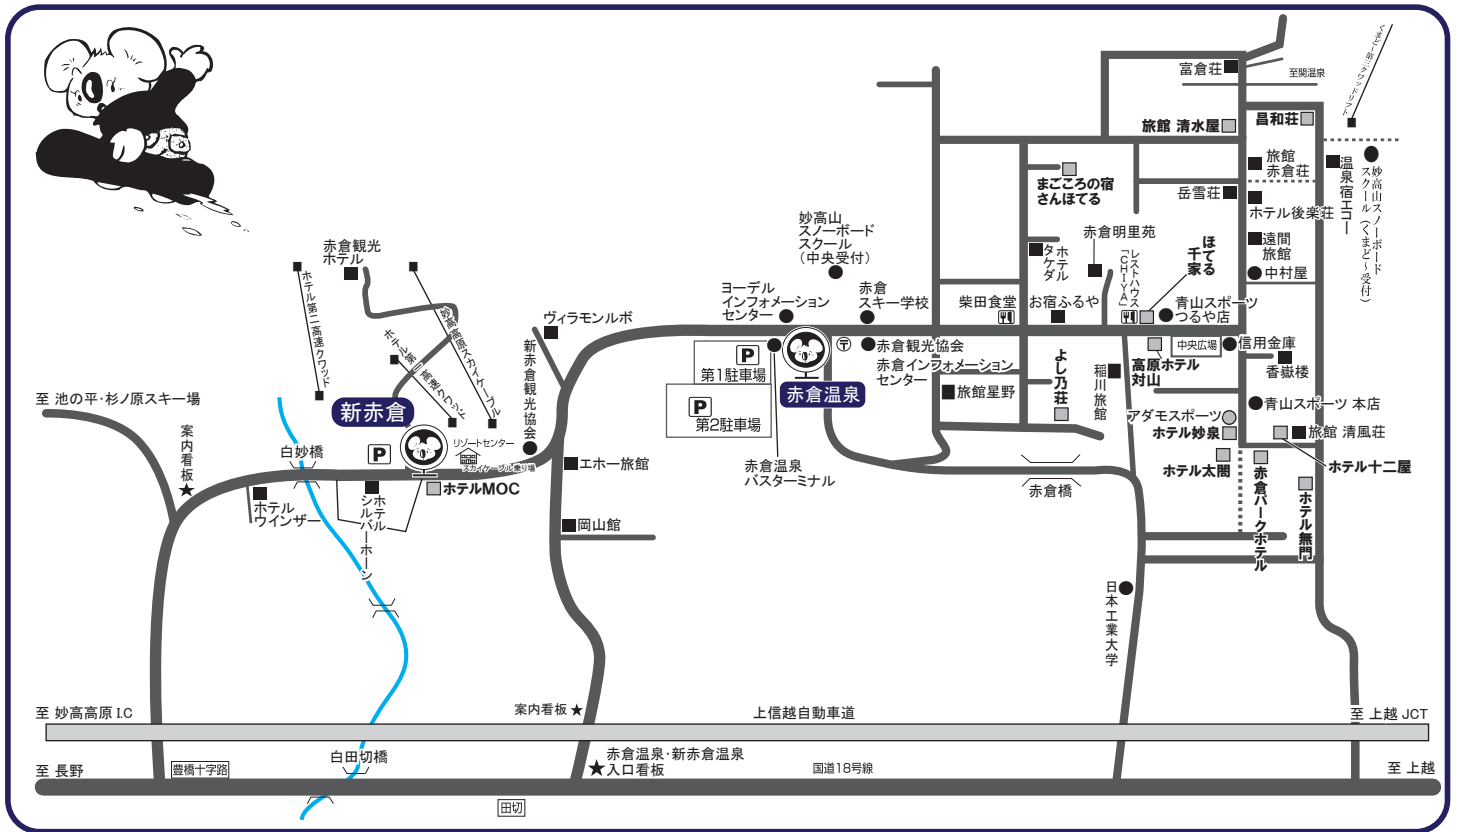 富倉荘
至関温泉
くまど〜第三クワッドリフト
旅館 清水屋
昌和荘
旅館
赤倉荘
温泉宿エコー
妙高山スノーボード
スクール（くまど〜受付）
まごころの宿
さんほてる
岳雪荘
ホテル後楽荘
妙高山
スノーボード
スクール
（中央受付）
赤倉明里苑
ほてる
千家
遠間
旅館
中村屋
ホテル
タケダル
レストハウス
「CHIYA」
赤倉観光
ホテル
ホテル第二高速クワッド
妙高高原スカイケーブル
ホテル第一高速クワッド
ヨーデル
インフォメーション
センター
赤倉
スキー学校
柴田食堂
お宿ふるや
青山スポーツ
つるや店
ヴィラモンルボ
新赤倉観光協会
P
第1駐車場
P
第2駐車場
赤倉温泉
〒
赤倉観光協会
赤倉インフォメーション
センター
旅館星野
よし乃荘
稲川旅館
高原ホテル
対山
中央広場
信用金庫
香嶽楼
青山スポーツ 本店
アダモスポーツ
ホテル妙泉
旅館 清風荘
ホテル太閤
赤倉パークホテル
ホテル十二屋
ホテル無門
至 池の平・杉ノ原スキー場
案内看板
白妙橋
新赤倉
P
リゾートセンター
スカイケーブル乗り場
ホテルMOC
ホテル
ウインザー
ホテル
シルバーホーン
エホー旅館
岡山館
赤倉温泉
バスターミナル
赤倉橋
日本工業大学
至 妙高高原 I.C
案内看板
上信越自動車道
至 上越 JCT
白田切橋
赤倉温泉・新赤倉温泉
入口看板
至 長野
豊橋十字路
国道18号線
至 上越
田切